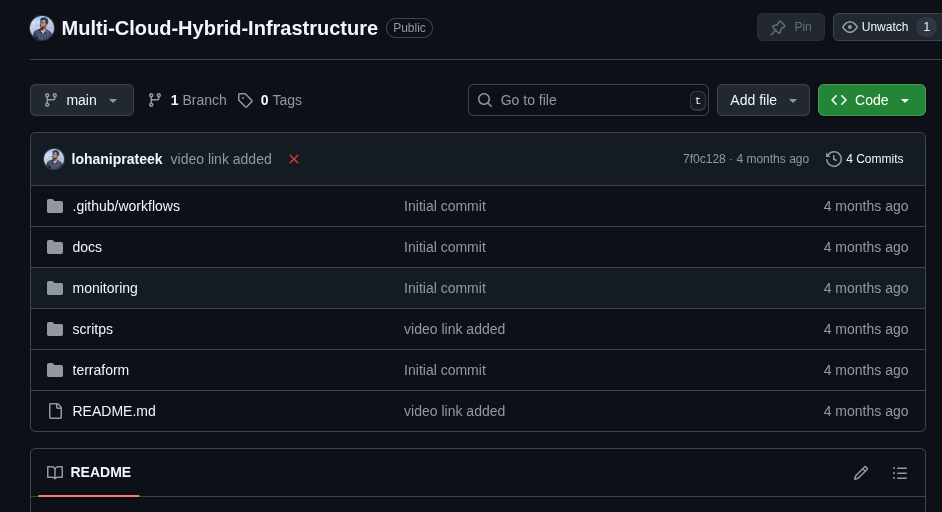 Multi-Cloud-Hybrid-Infrastructure Public Pin Unwatch 1
main 1 Branch 0 Tags Go to file t Add file Code
lohaniprateek video link added 7f0c128 · 4 months ago 4 Commits
.github/workflows Initial commit 4 months ago
docs Initial commit 4 months ago
monitoring Initial commit 4 months ago
scritps video link added 4 months ago
terraform Initial commit 4 months ago
README.md video link added 4 months ago
README